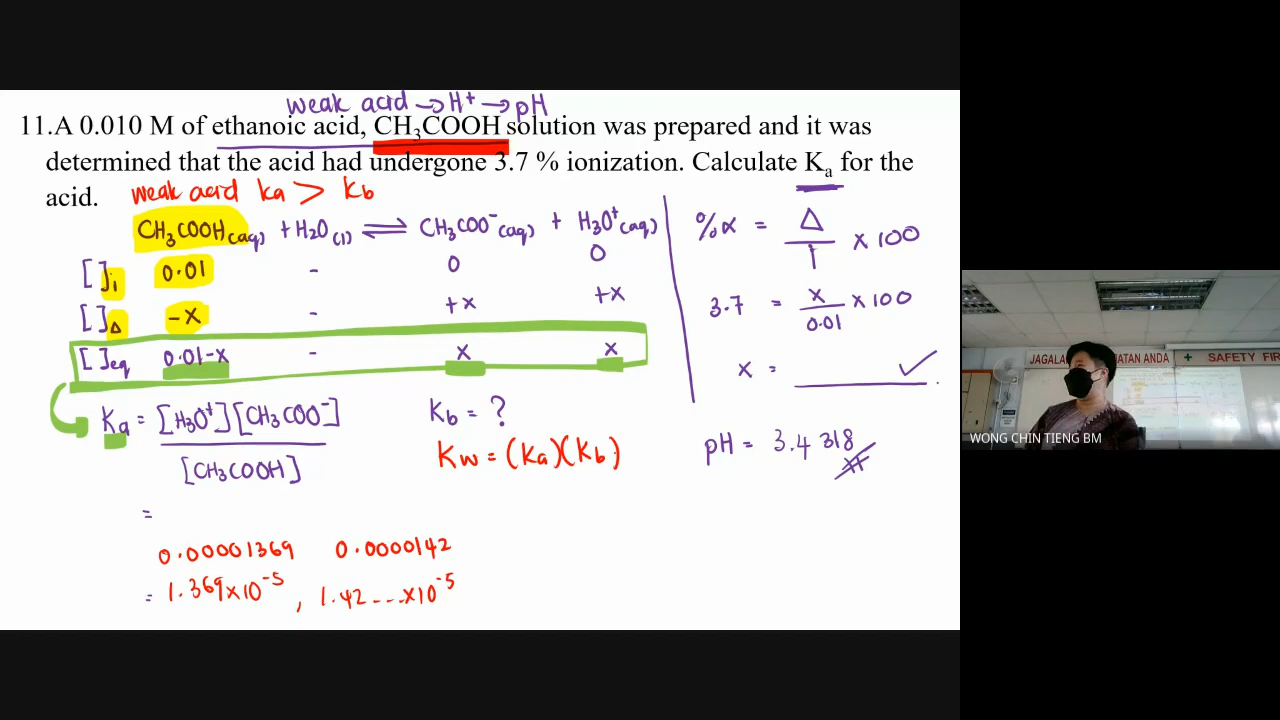 weak acid → H⁺ → pH
11.A 0.010 M of ethanoic acid, CH₃COOH solution was prepared and it was
determined that the acid had undergone 3.7 % ionization. Calculate Kₐ for the
acid.
weak acid Ka > Kb
CH₃COOH(aq) + H₂O(l) ⇌ CH₃COO⁻(aq) + H₃O⁺(aq)
[ ]i 0.01 - 0 0
[ ]Δ -x - +x +x
[ ]eq 0.01-x - x x
Ka = [H₃O⁺][CH₃COO⁻]
[CH₃COOH]
Kb = ?
Kw = (Ka)(Kb)
=
0.00001369 0.0000142
= 1.369×10⁻⁵ , 1.42...×10⁻⁵
%α = Δ/i × 100
3.7 = x/0.01 × 100
x = ✓
pH = 3.4318
SAFETY FIR
WONG CHIN TIENG BM